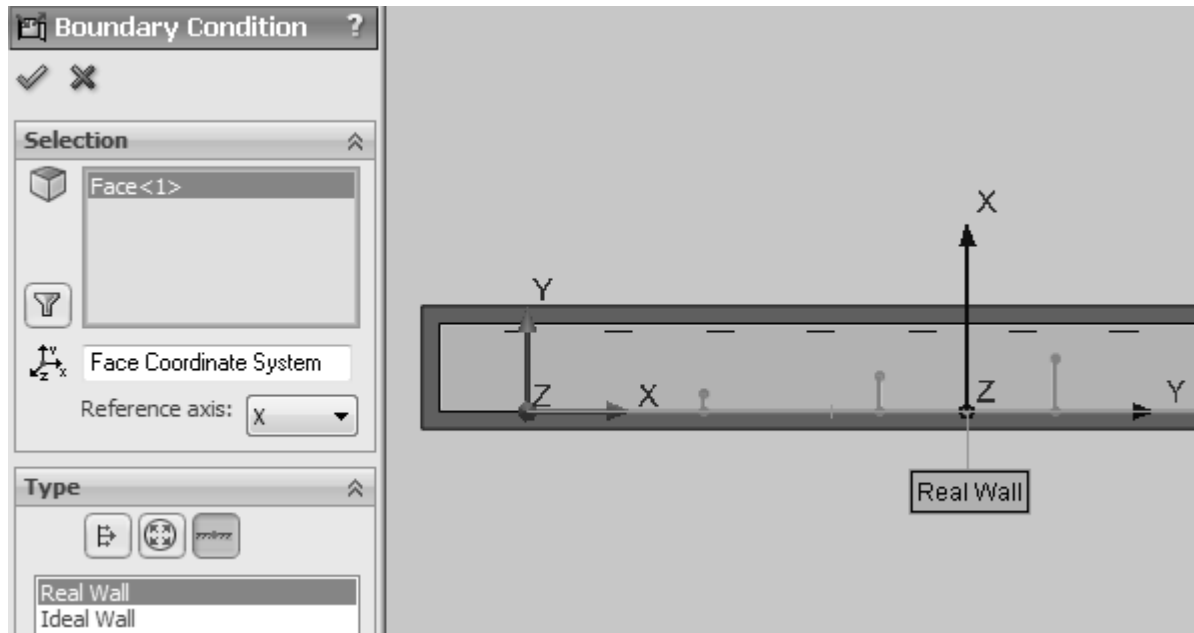 Boundary Condition ?
Selection
Face<1>
Face Coordinate System
Reference axis: X
Type
Real Wall
Ideal Wall
X
Y
Z
X
Z
Y
Real Wall